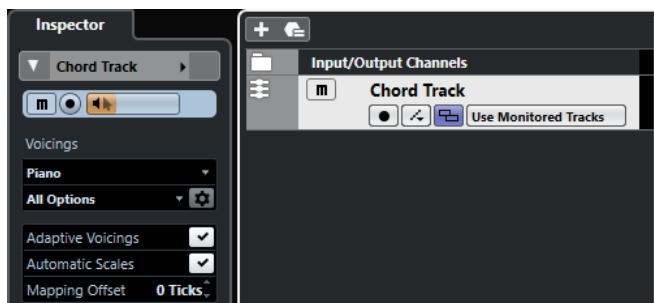 Inspector
Chord Track
m
Voicings
Piano
All Options
Adaptive Voicings
Automatic Scales
Mapping Offset 0 Ticks
Input/Output Channels
m Chord Track
Use Monitored Tracks